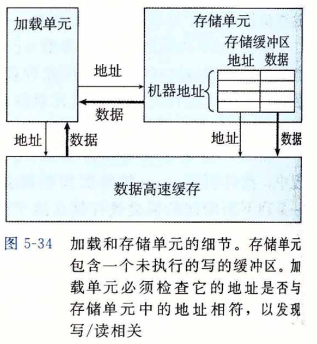 加载单元
存储单元
存储缓冲区
地址 数据
机器地址
地址
数据
地址
数据
地址
数据
数据高速缓存
图 5-34 加载和存储单元的细节。存储单元
包含一个未执行的写的缓冲区。加
载单元必须检查它的地址是否与
存储单元中的地址相符，以发现
写/读相关